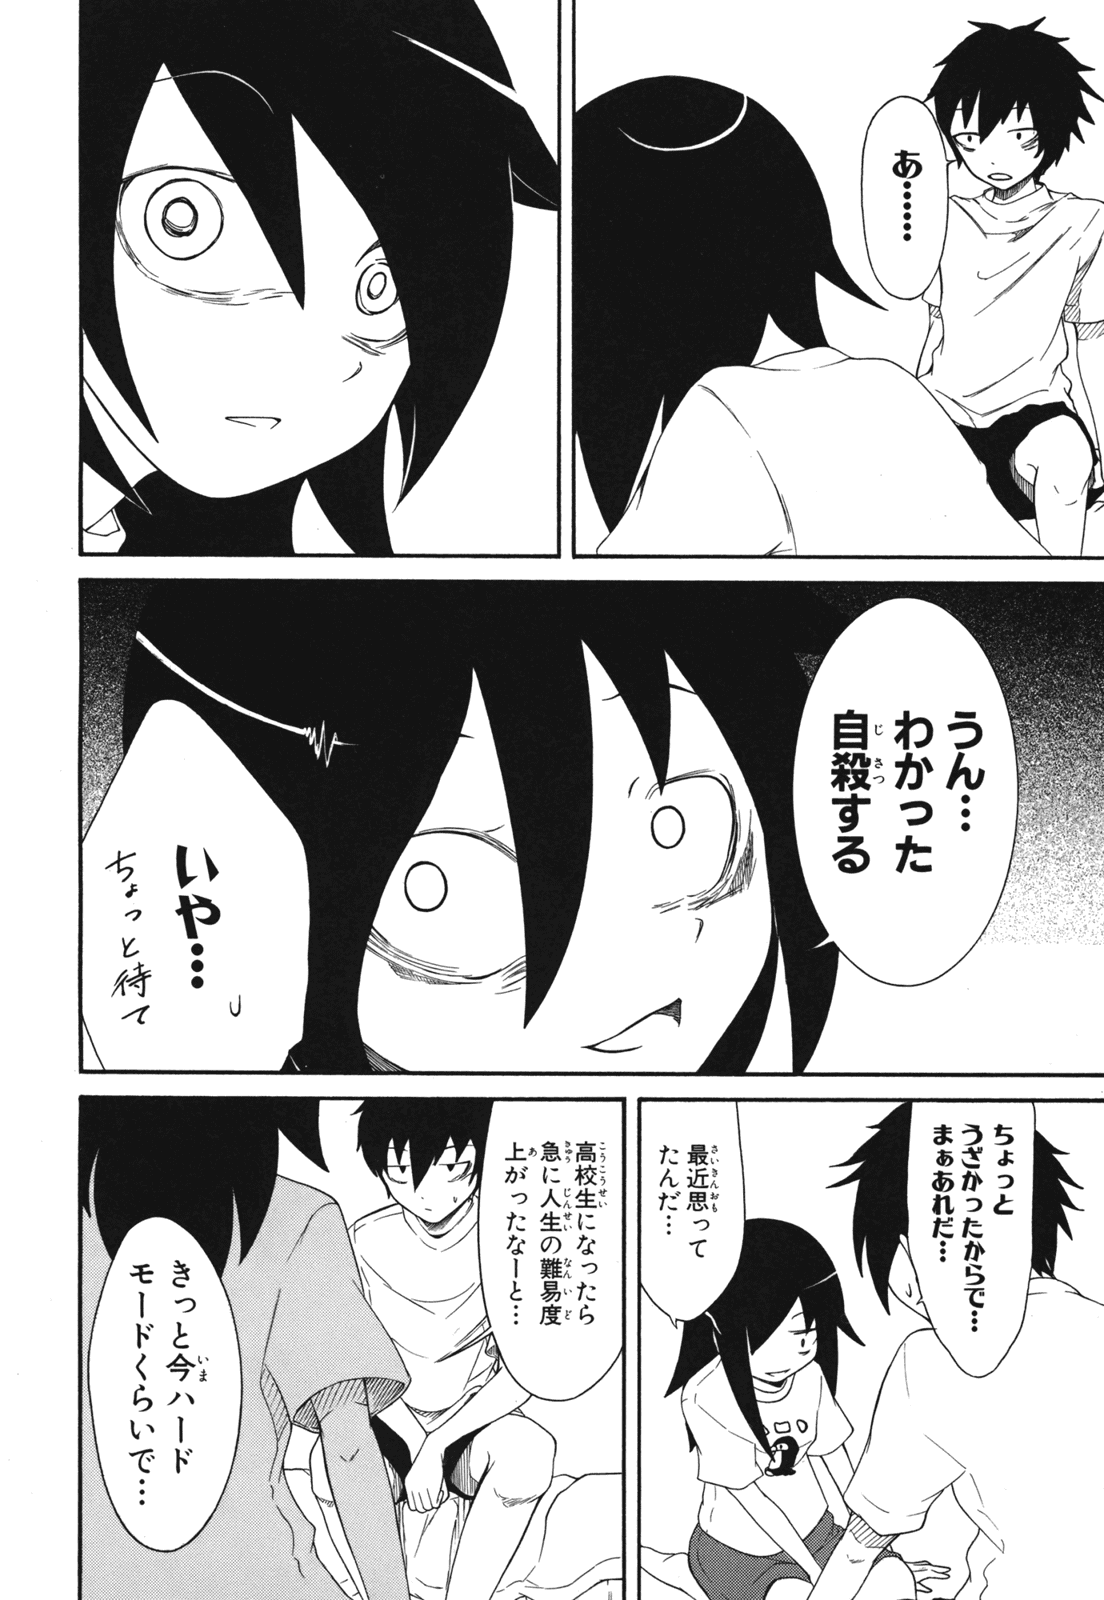 あ……
うん…
わかった
自殺する
いや…
ちょっと待て
ちょっと
うざかったからで…
まぁあれだ…
最近思って
たんだ…
高校生になったら
急に人生の難易度
上がったなーと…
きっと今ハード
モードくらいで…